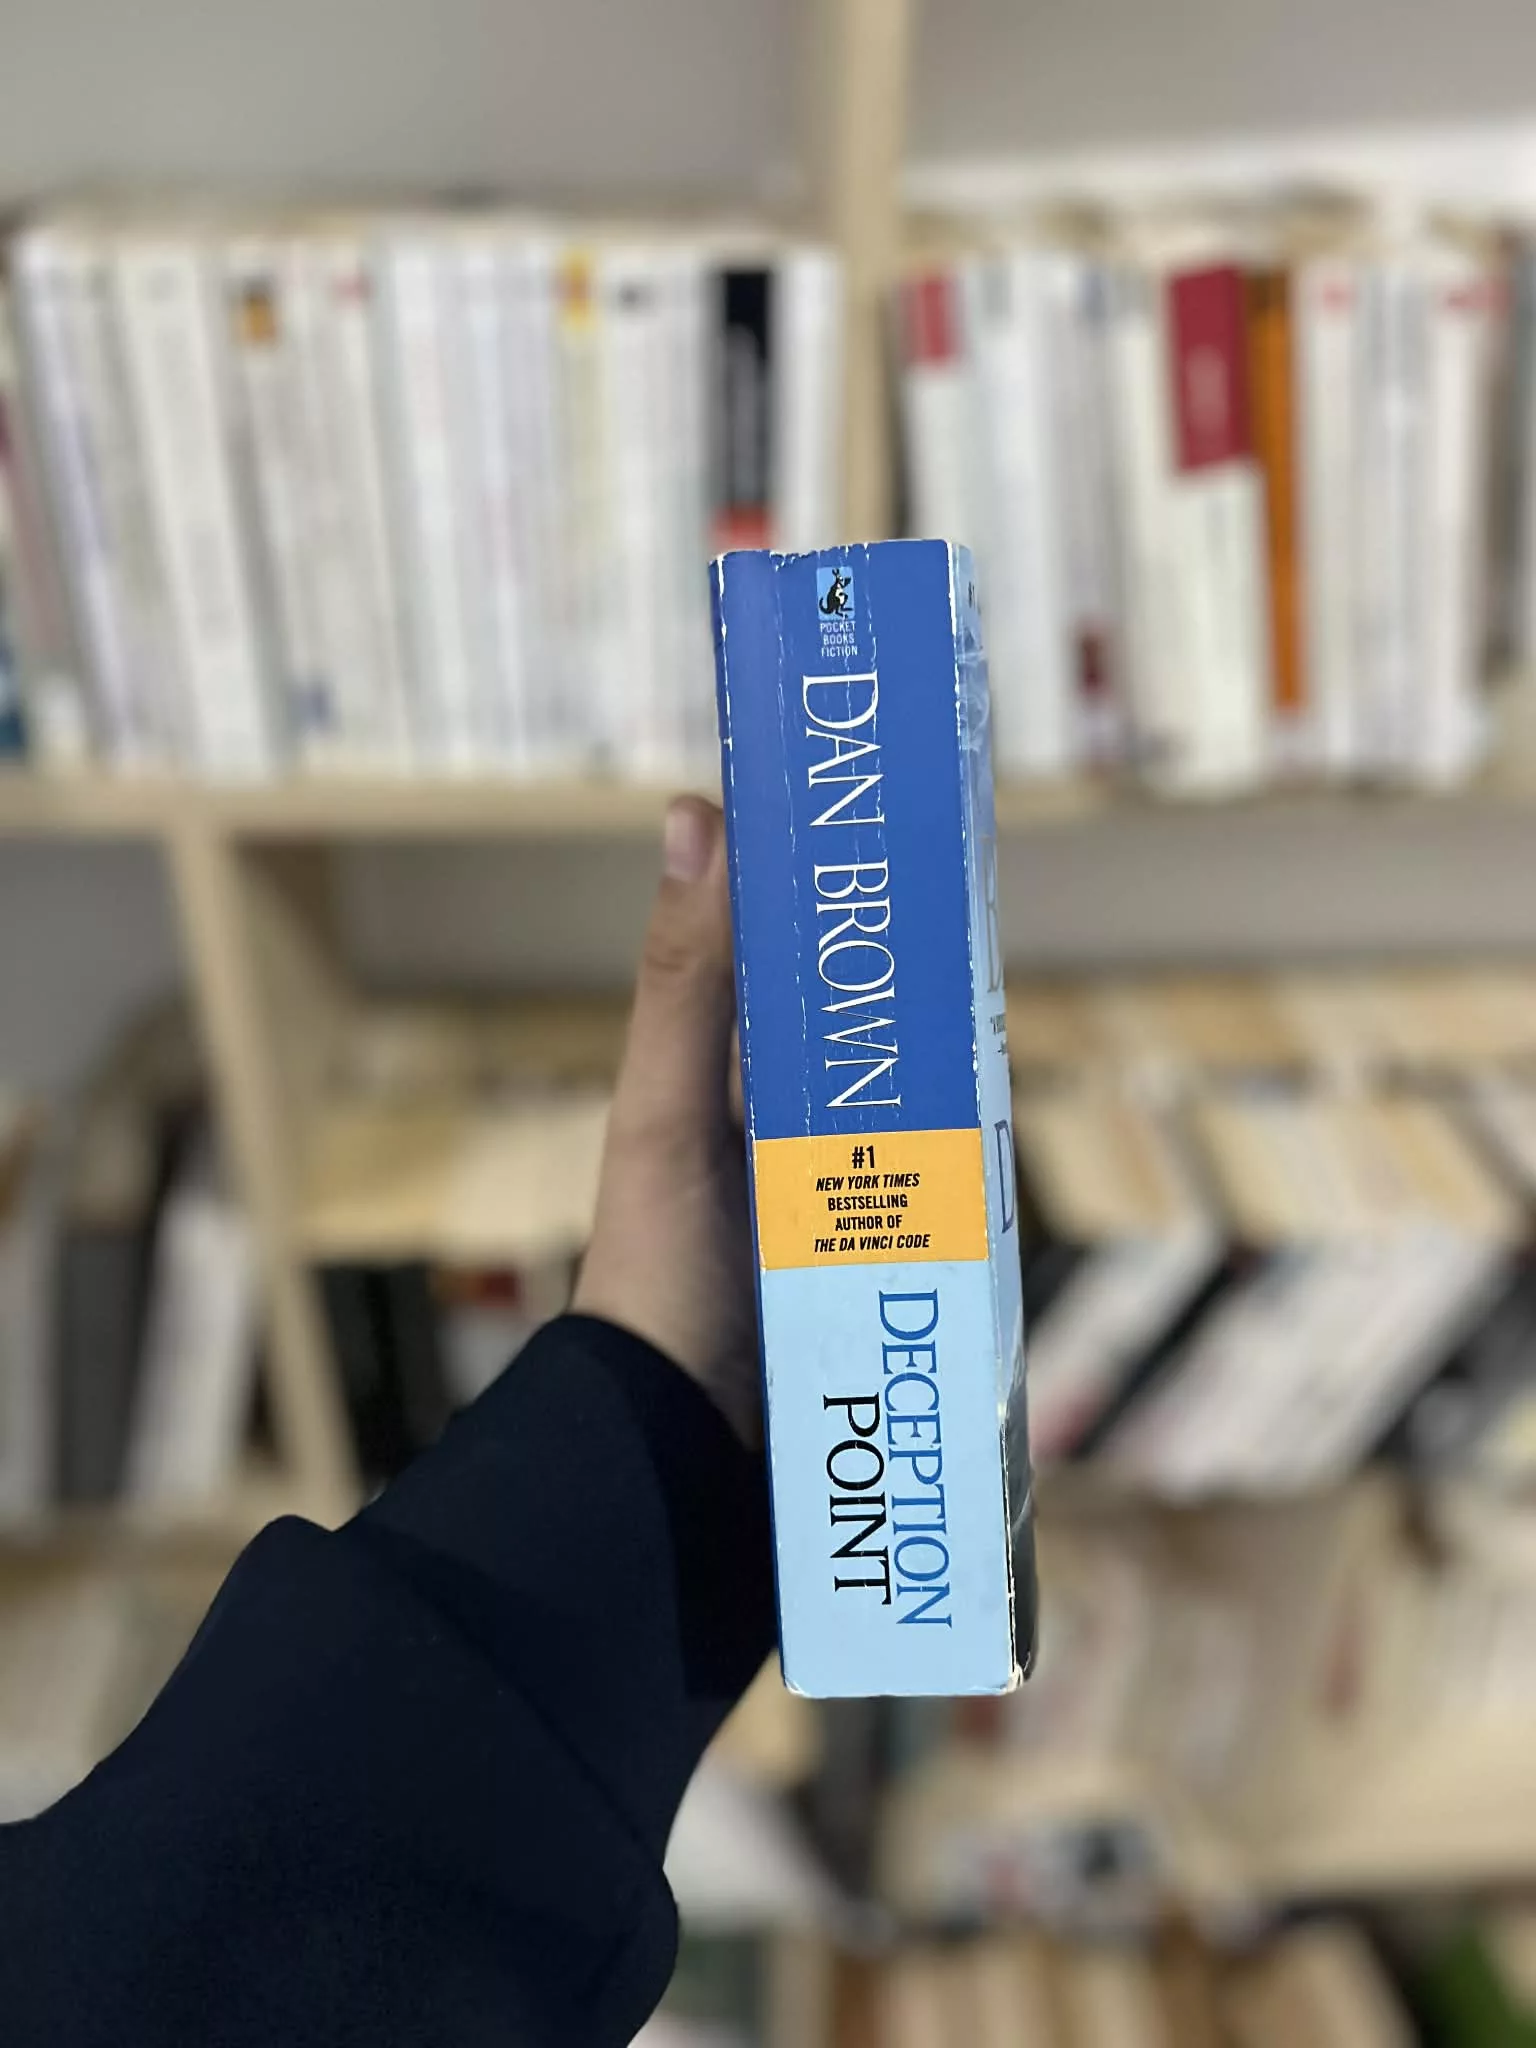 POCKET
BOOKS
FICTION
DAN BROWN
#1
NEW YORK TIMES
BESTSELLING
AUTHOR OF
THE DA VINCI CODE
DECEPTION
POINT